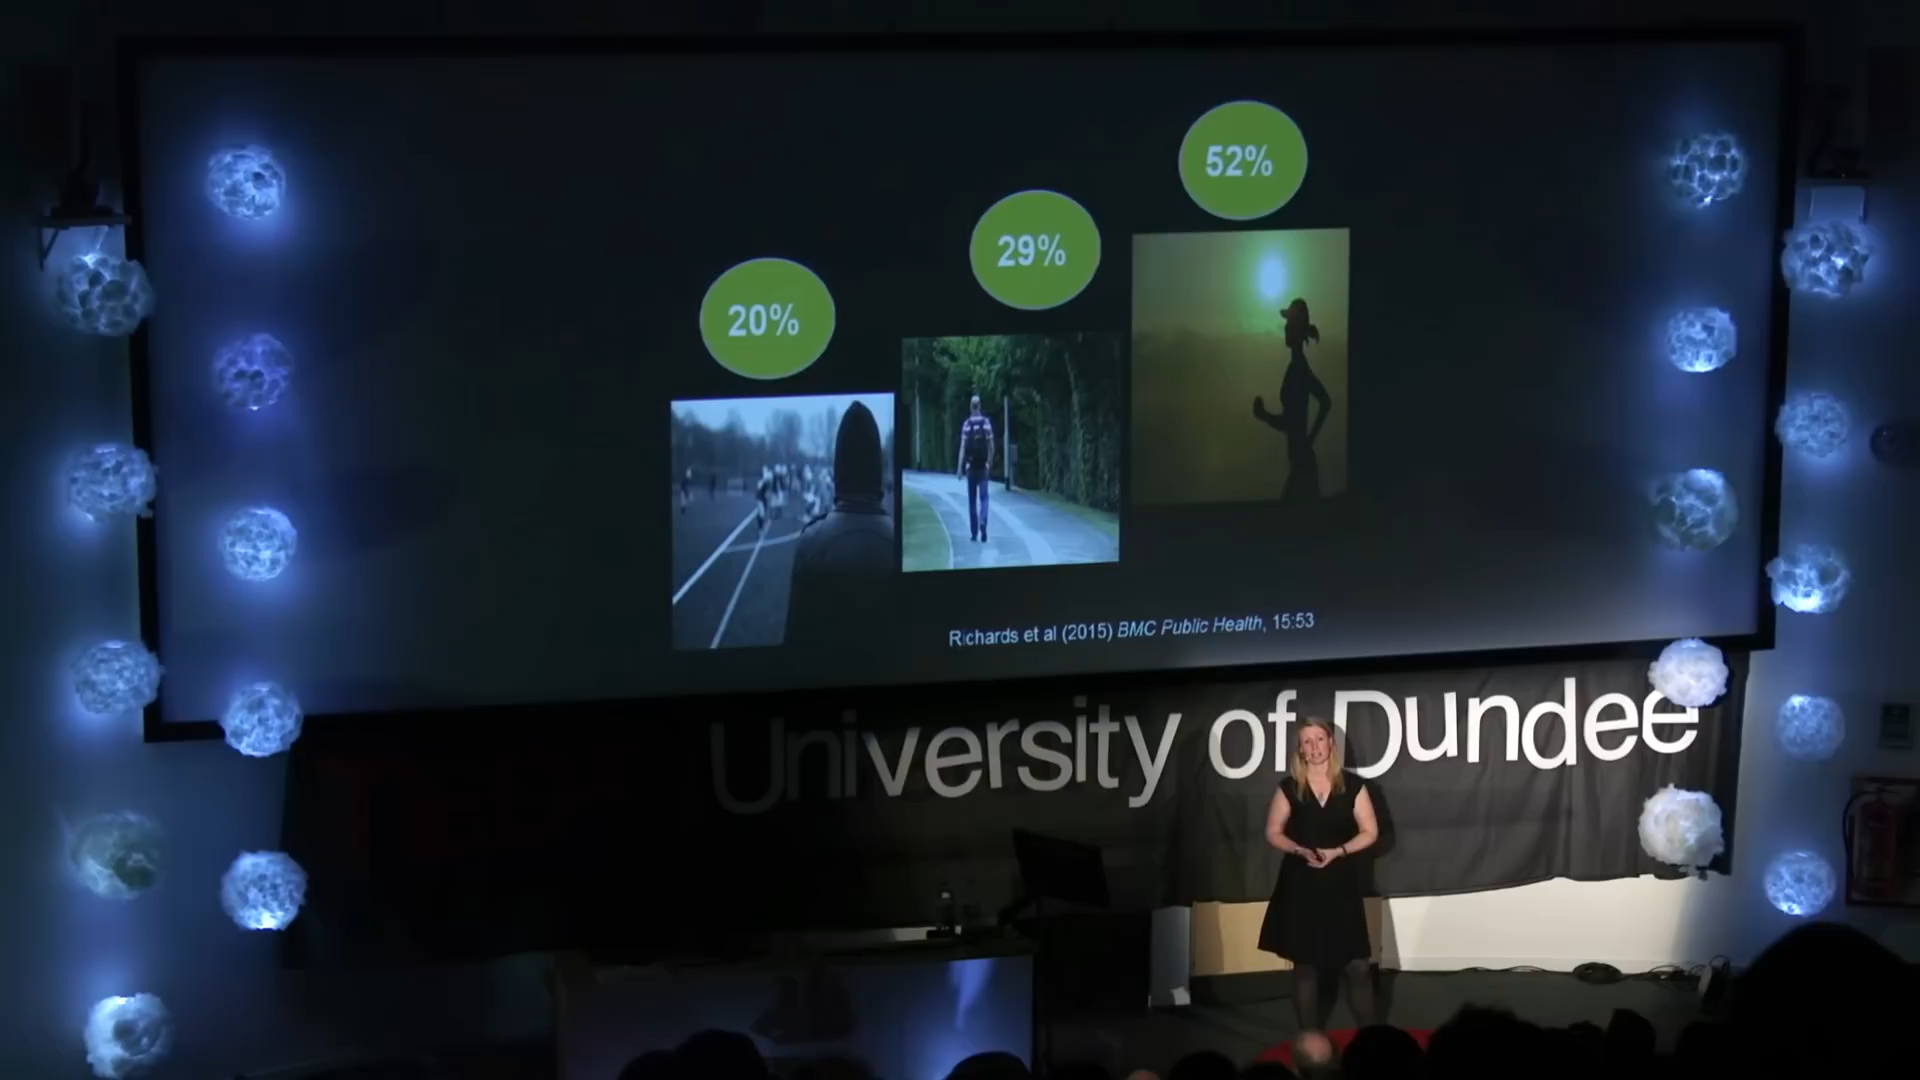 52%
29%
20%
Richards et al (2015) BMC Public Health, 15:53
University of Dundee